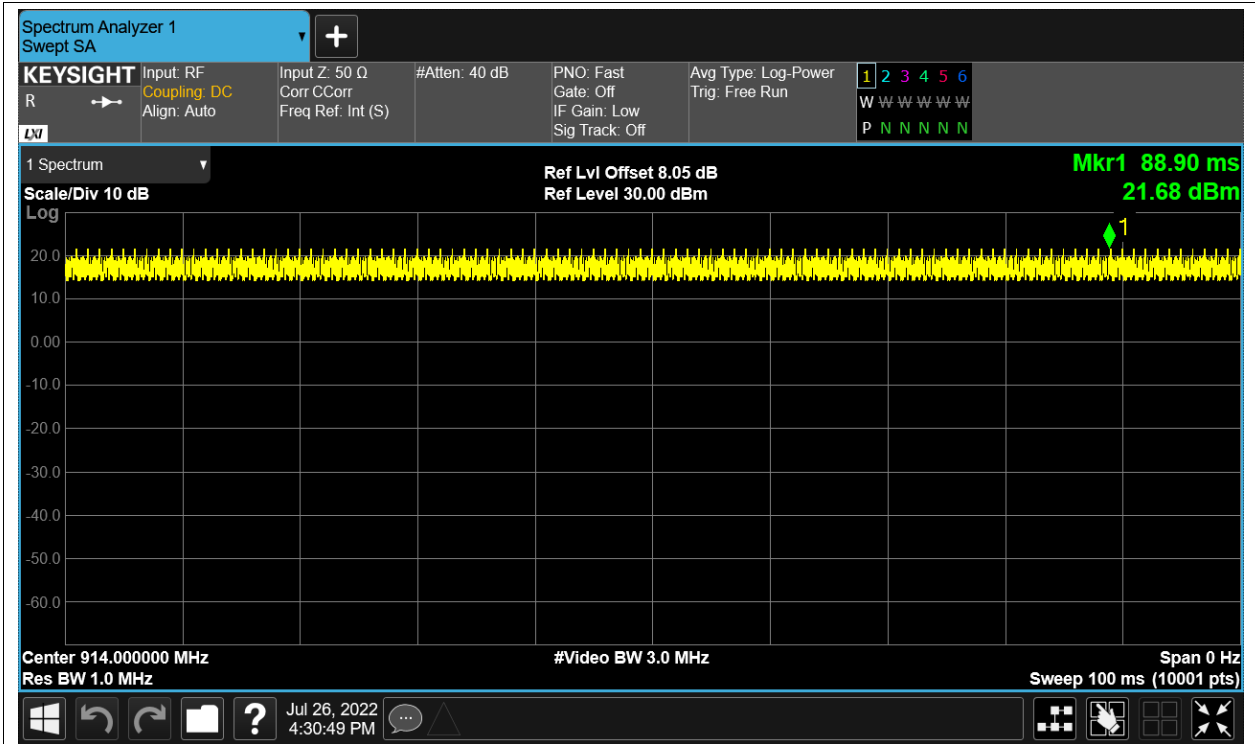 Spectrum Analyzer 1
Swept SA
KEYSIGHT
R
LXI
Input: RF
Coupling: DC
Align: Auto
Input Z: 50 Ω
Corr CCorr
Freq Ref: Int (S)
#Atten: 40 dB
PNO: Fast
Gate: Off
IF Gain: Low
Sig Track: Off
Avg Type: Log-Power
Trig: Free Run
1 2 3 4 5 6
W W W W W W
P N N N N N
1 Spectrum
Scale/Div 10 dB
Ref Lvl Offset 8.05 dB
Ref Level 30.00 dBm
Mkr1 88.90 ms
21.68 dBm
Log
1
20.0
10.0
0.00
-10.0
-20.0
-30.0
-40.0
-50.0
-60.0
Center 914.000000 MHz
Res BW 1.0 MHz
#Video BW 3.0 MHz
Span 0 Hz
Sweep 100 ms (10001 pts)
?
Jul 26, 2022
4:30:49 PM